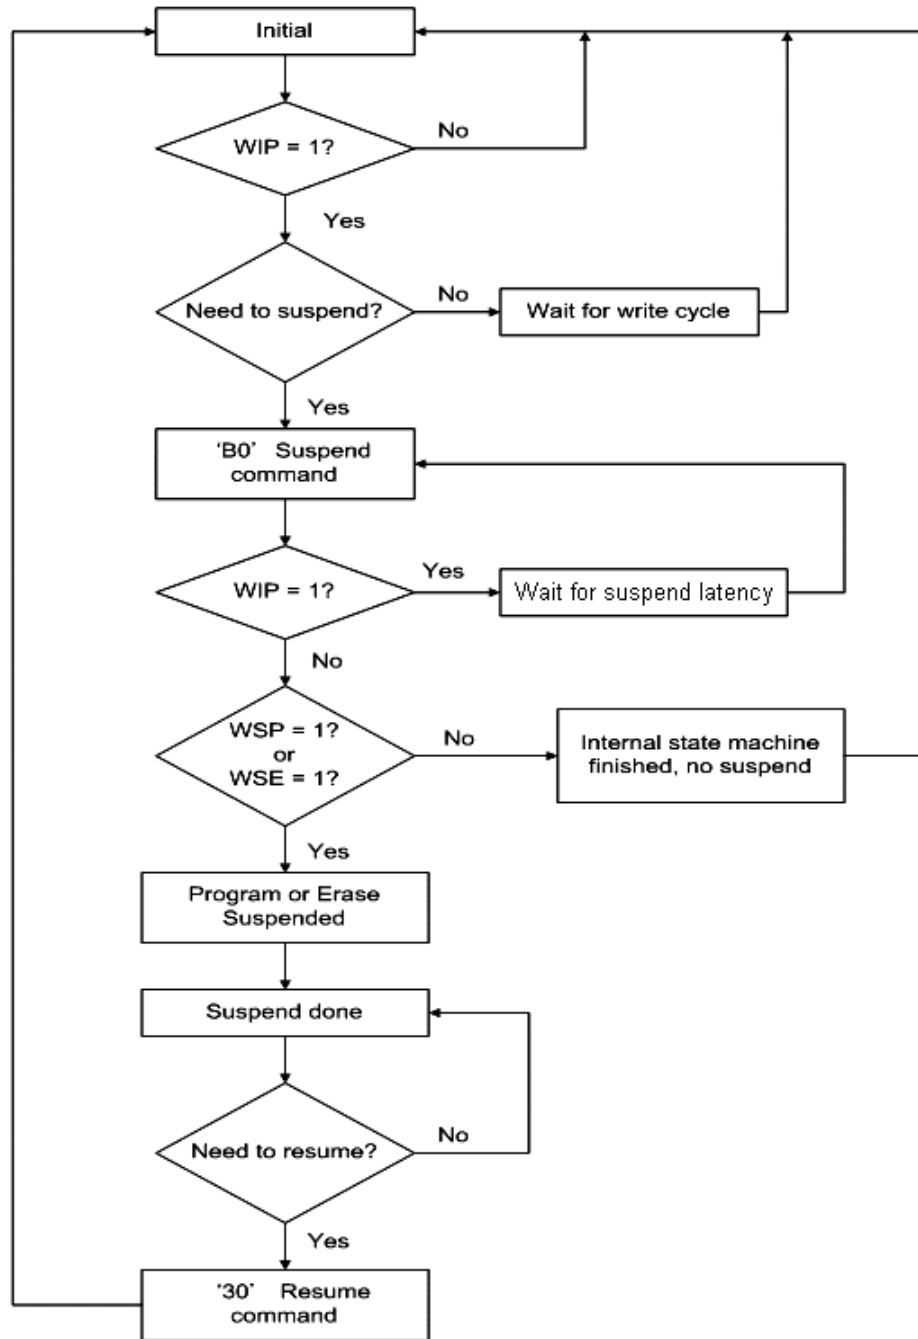 Initial
WIP = 1?
No
Yes
Need to suspend?
No
Wait for write cycle
Yes
‘B0’ Suspend
command
WIP = 1?
Yes
Wait for suspend latency
No
WSP = 1?
or
WSE = 1?
No
Internal state machine
finished, no suspend
Yes
Program or Erase
Suspended
Suspend done
Need to resume?
No
Yes
‘30’ Resume
command